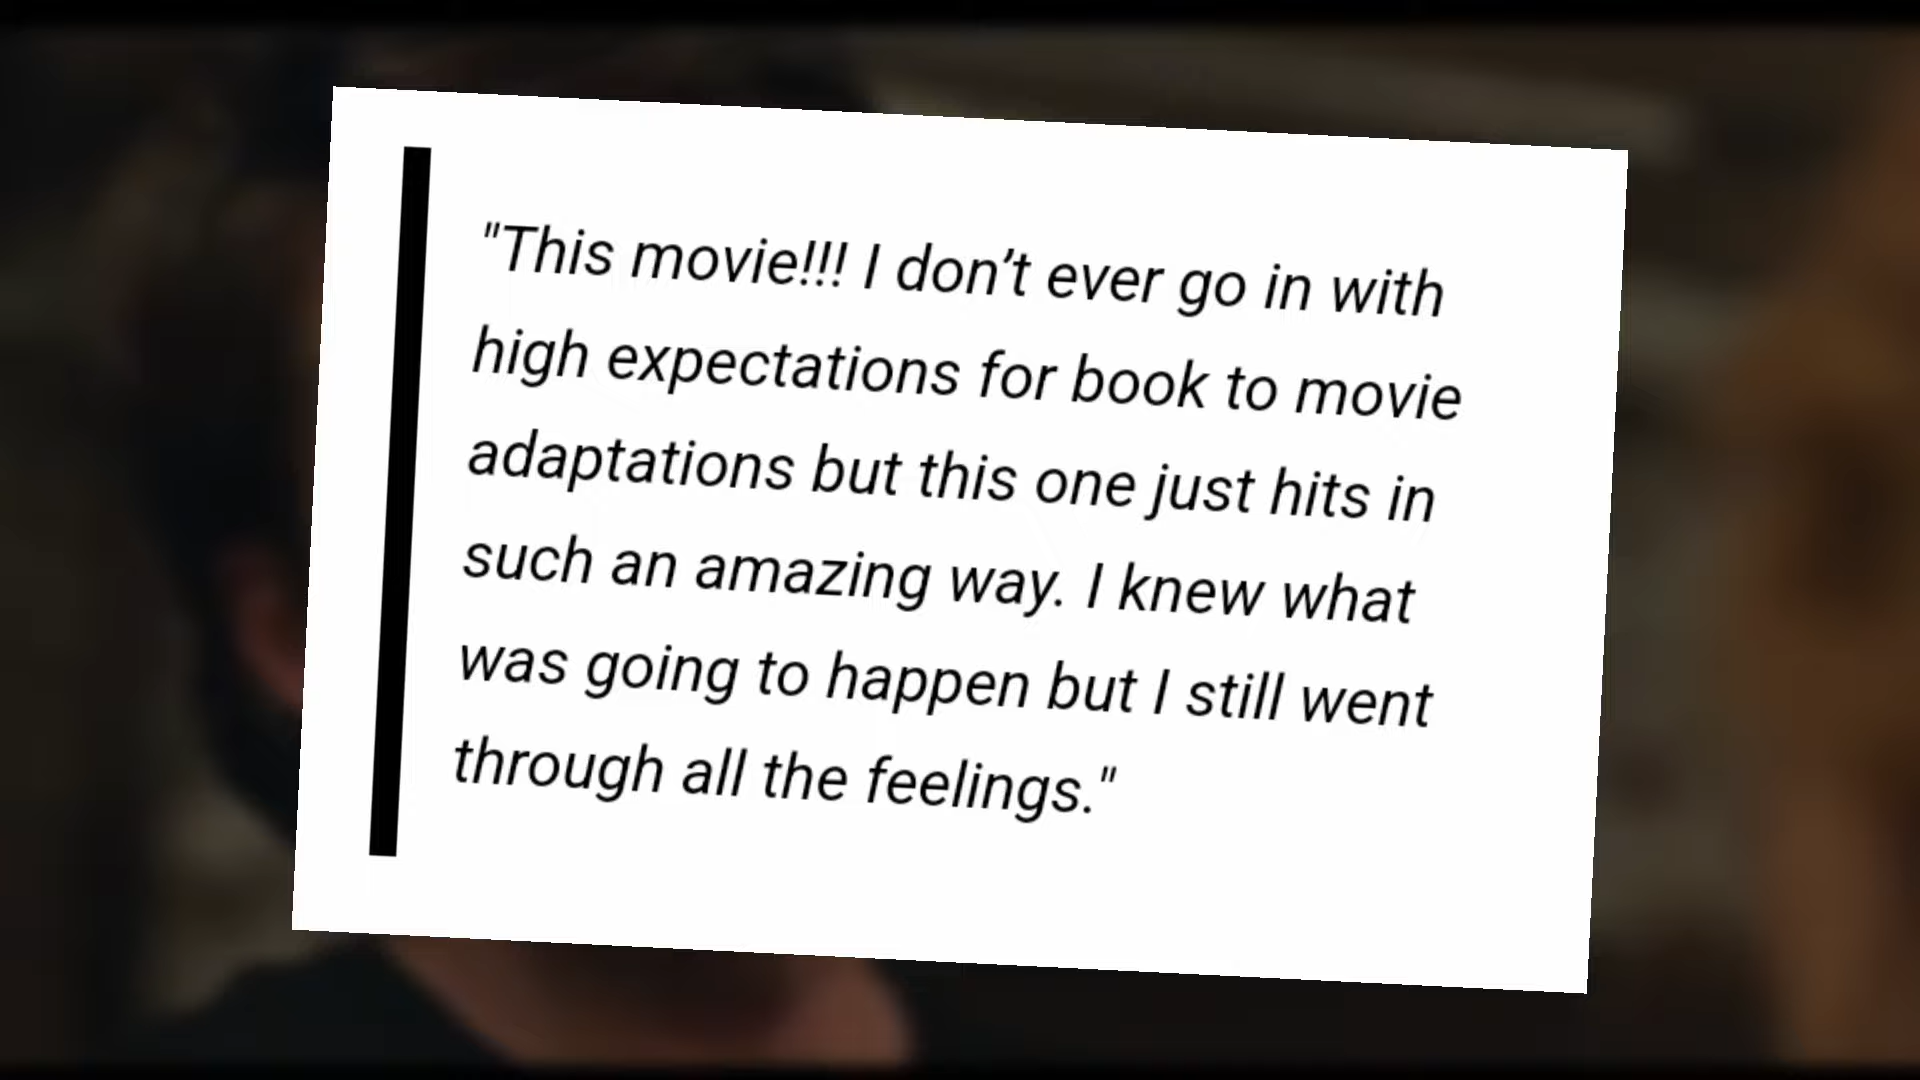 "This movie!!! I don’t ever go in with
high expectations for book to movie
adaptations but this one just hits in
such an amazing way. I knew what
was going to happen but I still went
through all the feelings."